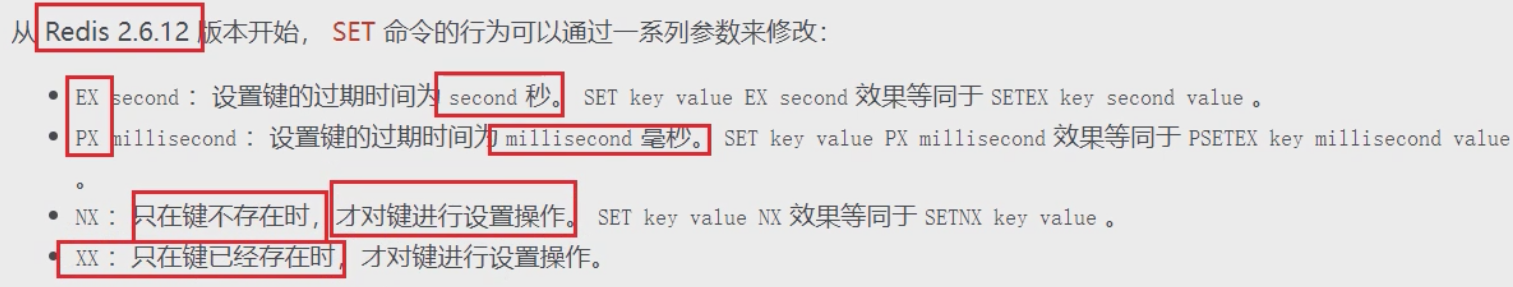 从 Redis 2.6.12 版本开始， SET 命令的行为可以通过一系列参数来修改：
• EX second ：设置键的过期时间为 second 秒。 SET key value EX second 效果等同于 SETEX key second value 。
• PX millisecond ：设置键的过期时间为 millisecond 毫秒。 SET key value PX millisecond 效果等同于 PSETEX key millisecond value
。
• NX ：只在键不存在时，才对键进行设置操作。 SET key value NX 效果等同于 SETNX key value 。
• XX ：只在键已经存在时，才对键进行设置操作。